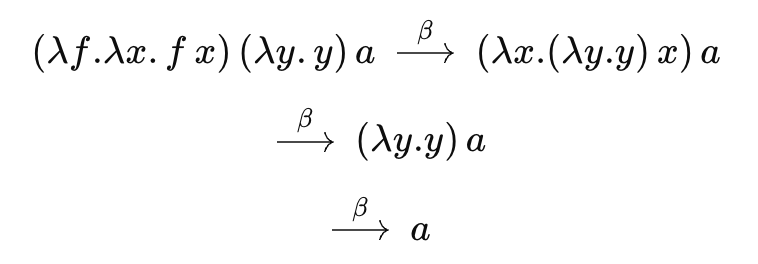 (λf.λx. f x) (λy. y) a →β (λx.(λy.y) x) a
→β (λy.y) a
→β a